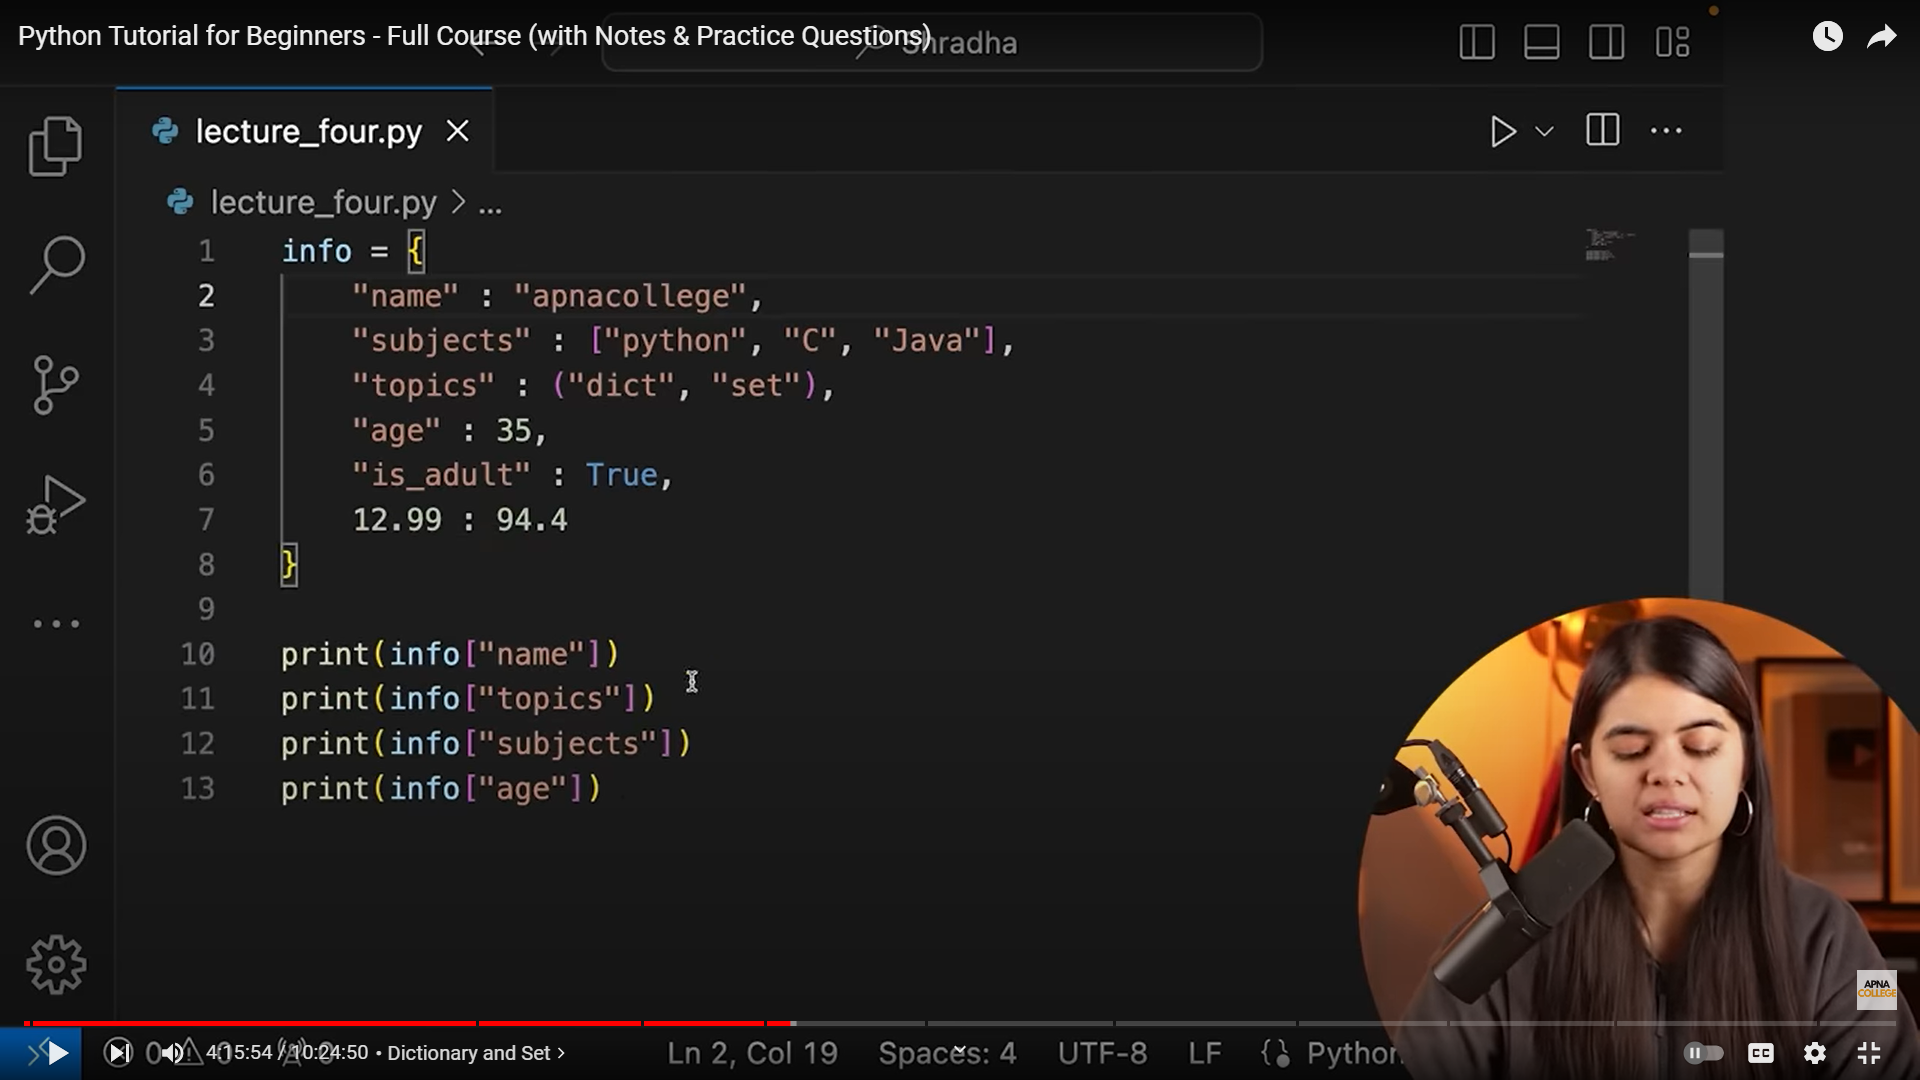 Python Tutorial for Beginners - Full Course (with Notes & Practice Questions)
Shradha
lecture_four.py
lecture_four.py > ...
1 info = {
2 "name" : "apnacollege",
3 "subjects" : ["python", "C", "Java"],
4 "topics" : ("dict", "set"),
5 "age" : 35,
6 "is_adult" : True,
7 12.99 : 94.4
8 }
9
10 print(info["name"])
11 print(info["topics"])
12 print(info["subjects"])
13 print(info["age"])
APNA
COLLEGE
4:15:54 / 10:24:50 • Dictionary and Set >
Ln 2, Col 19 Spaces: 4 UTF-8 LF {} Python